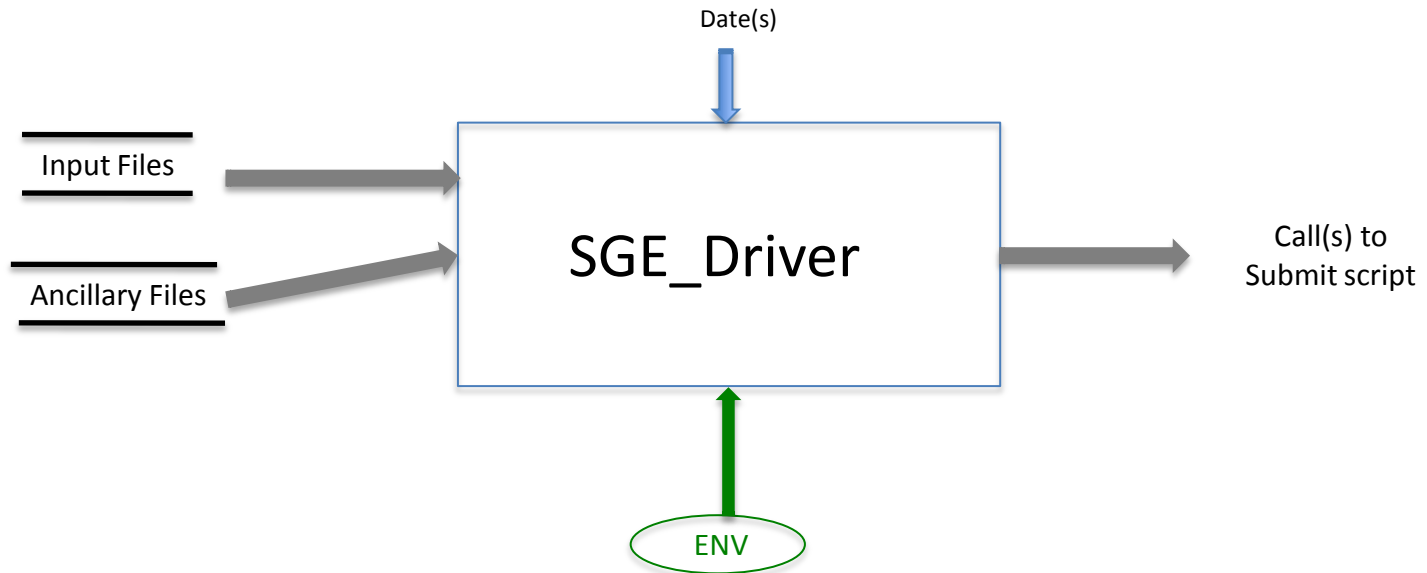 Date(s)
Input Files
Ancillary Files
SGE_Driver
Call(s) to
Submit script
ENV